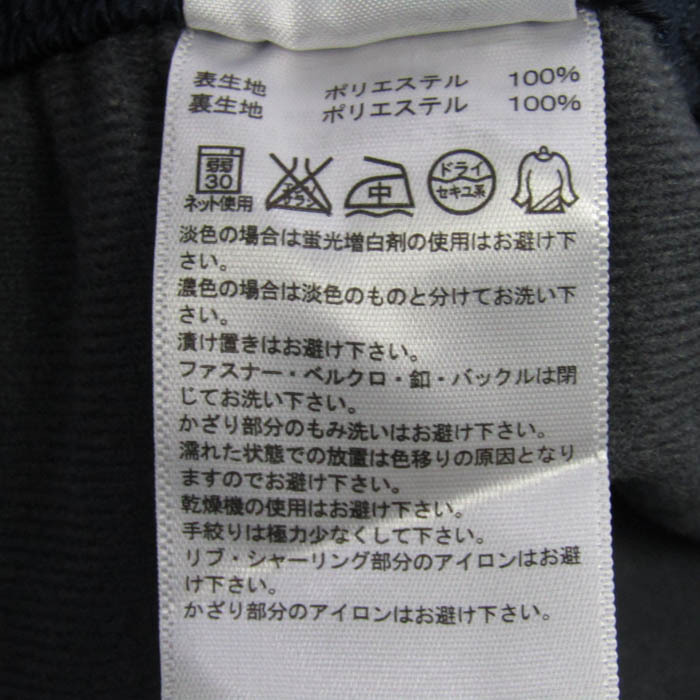 表生地 ポリエステル 100%
裏生地 ポリエステル 100%
弱 ドライ
30 エンソ サラシ 中 セキユ系
ネット使用
淡色の場合は蛍光増白剤の使用はお避け下
さい。
濃色の場合は淡色のものと分けてお洗い下
さい。
漬け置きはお避け下さい。
ファスナー・ベルクロ・釦・バックルは閉
じてお洗い下さい。
かざり部分のもみ洗いはお避け下さい。
濡れた状態での放置は色移りの原因となり
ますのでお避け下さい。
乾燥機の使用はお避け下さい。
手絞りは極力少なくして下さい。
リブ・シャーリング部分のアイロンはお避
け下さい。
かざり部分のアイロンはお避け下さい。